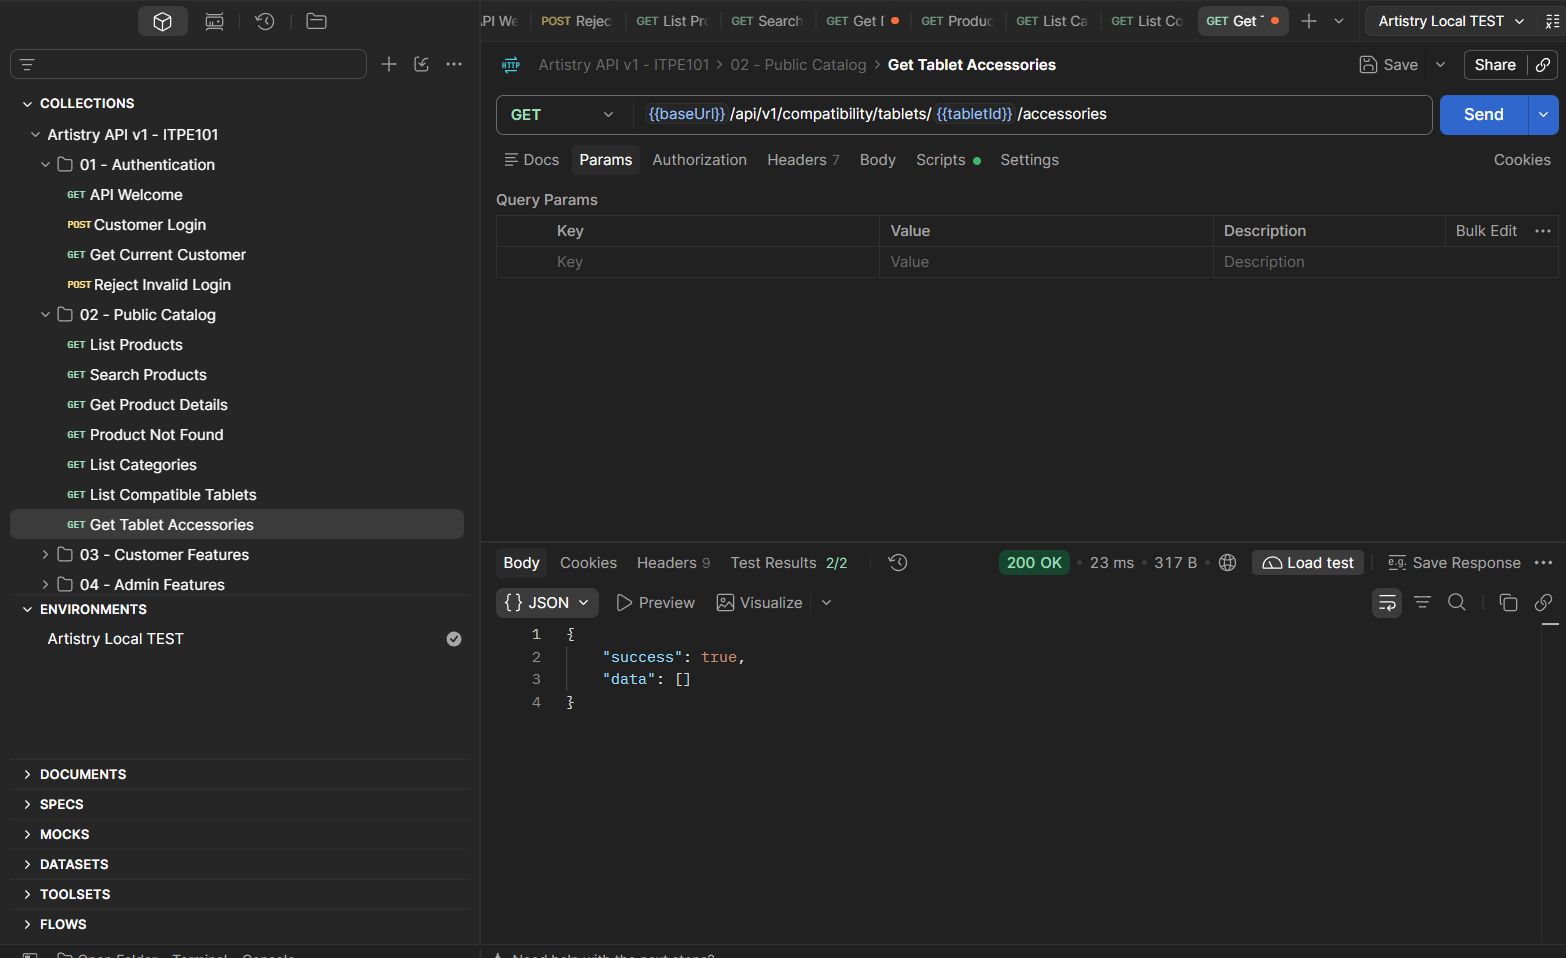 POST Rejec
GET List Pr
GET Search
GET Get
GET Produc
GET List Ca
GET List Co
GET Get
Artistry Local TEST
HTTP Artistry API v1 - ITPE101 > 02 - Public Catalog > Get Tablet Accessories
Save
Share
COLLECTIONS
Artistry API v1 - ITPE101
01 - Authentication
GET API Welcome
POST Customer Login
GET Get Current Customer
POST Reject Invalid Login
02 - Public Catalog
GET List Products
GET Search Products
GET Get Product Details
GET Product Not Found
GET List Categories
GET List Compatible Tablets
GET Get Tablet Accessories
03 - Customer Features
04 - Admin Features
ENVIRONMENTS
Artistry Local TEST
DOCUMENTS
SPECS
MOCKS
DATASETS
TOOLSETS
FLOWS
GET {{baseUrl}} /api/v1/compatibility/tablets/ {{tabletId}} /accessories
Send
Docs Params Authorization Headers 7 Body Scripts Settings Cookies
Query Params
Key Value Description Bulk Edit
Key Value Description
Body Cookies Headers 9 Test Results 2/2 200 OK • 23 ms • 317 B • Load test e.g. Save Response
{} JSON Preview Visualize
1 {
2 "success": true,
3 "data": []
4 }